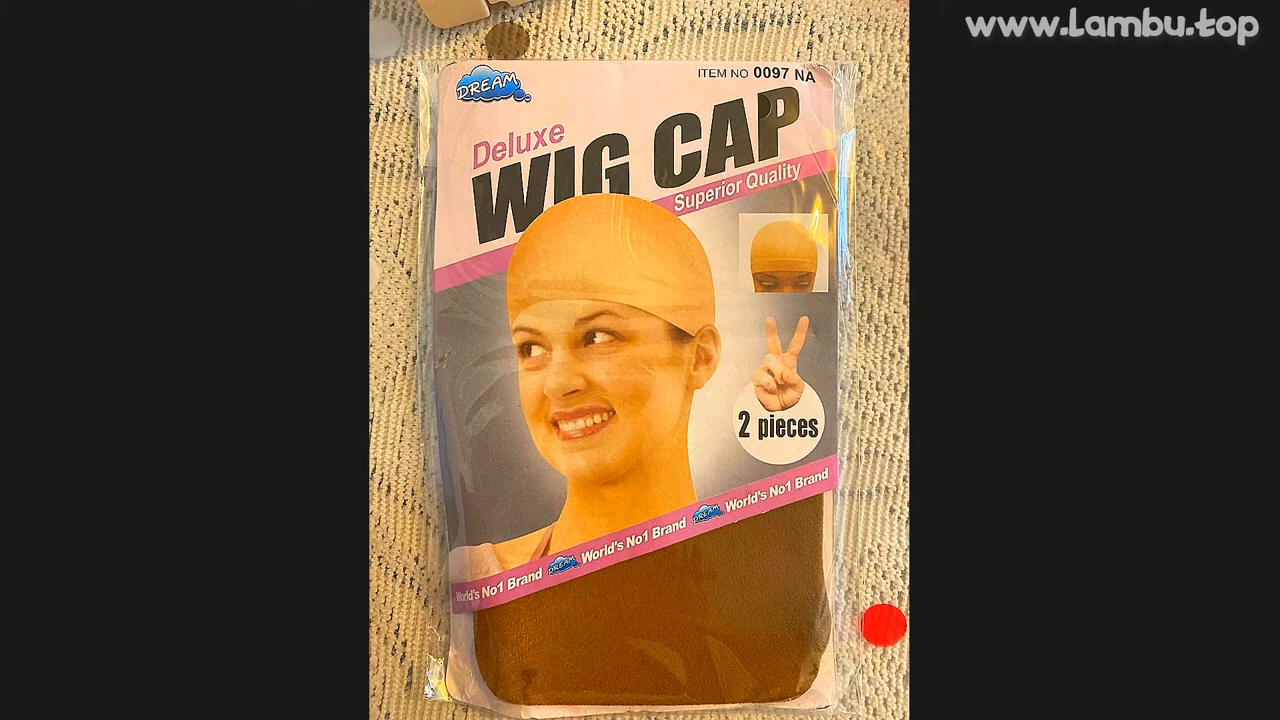 www.Lambu.top
DREAM
ITEM NO 0097 NA
Deluxe
WIG CAP
Superior Quality
2 pieces
World's No1 Brand DREAM World's No1 Brand DREAM World's No1 Brand